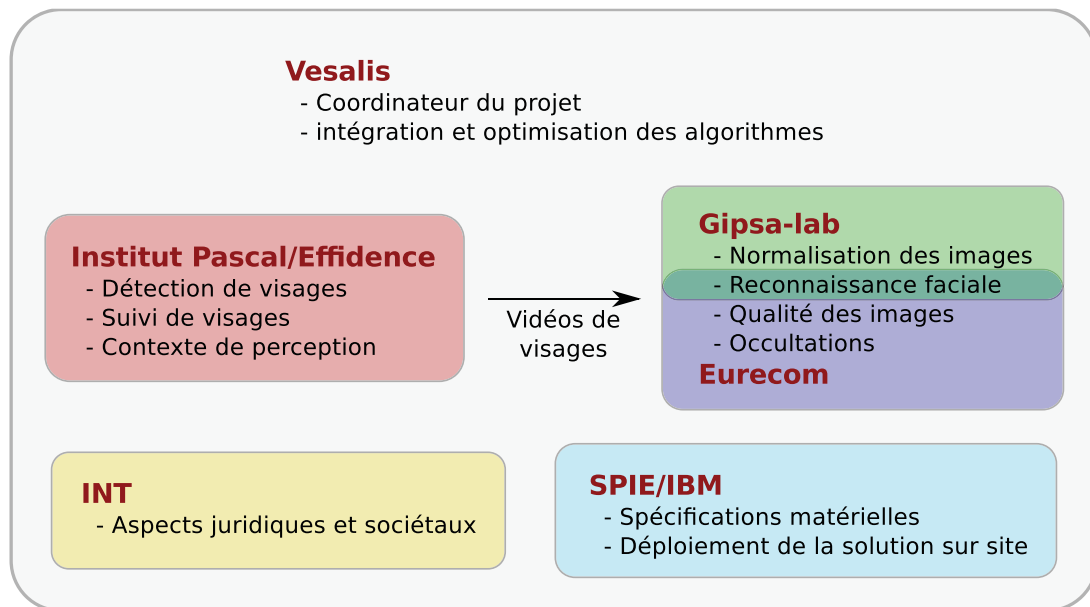 Vesalis
- Coordinateur du projet
- intégration et optimisation des algorithmes
Institut Pascal/Effidence
- Détection de visages
- Suivi de visages
- Contexte de perception
Vidéos de
visages
Gipsa-lab
- Normalisation des images
- Reconnaissance faciale
- Qualité des images
- Occultations
Eurecom
INT
- Aspects juridiques et sociétaux
SPIE/IBM
- Spécifications matérielles
- Déploiement de la solution sur site